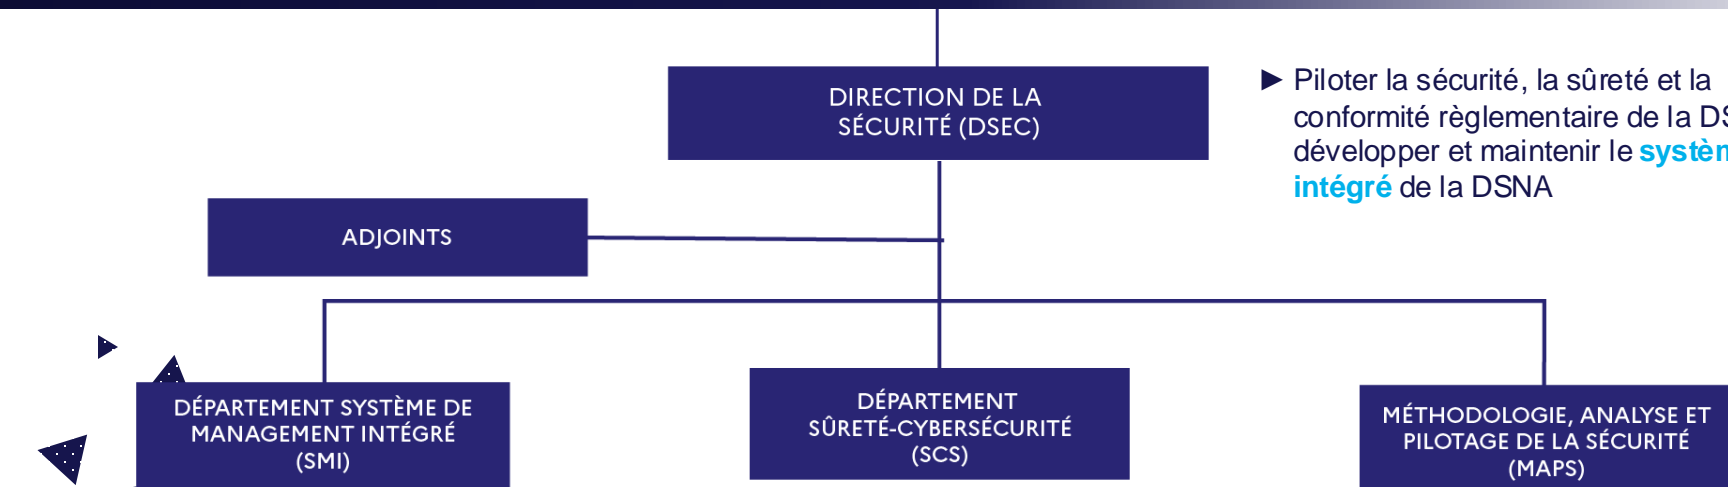 DIRECTION DE LA
SÉCURITÉ (DSEC)
► Piloter la sécurité, la sûreté et la
conformité règlementaire de la
développer et maintenir le
intégré de la DSNA
ADJOINTS
DÉPARTEMENT SYSTÈME DE
MANAGEMENT INTÉGRÉ
(SMI)
DÉPARTEMENT
SÛRETÉ-CYBERSÉCURITÉ
(SCS)
MÉTHODOLOGIE, ANALYSE ET
PILOTAGE DE LA SÉCURITÉ
(MAPS)